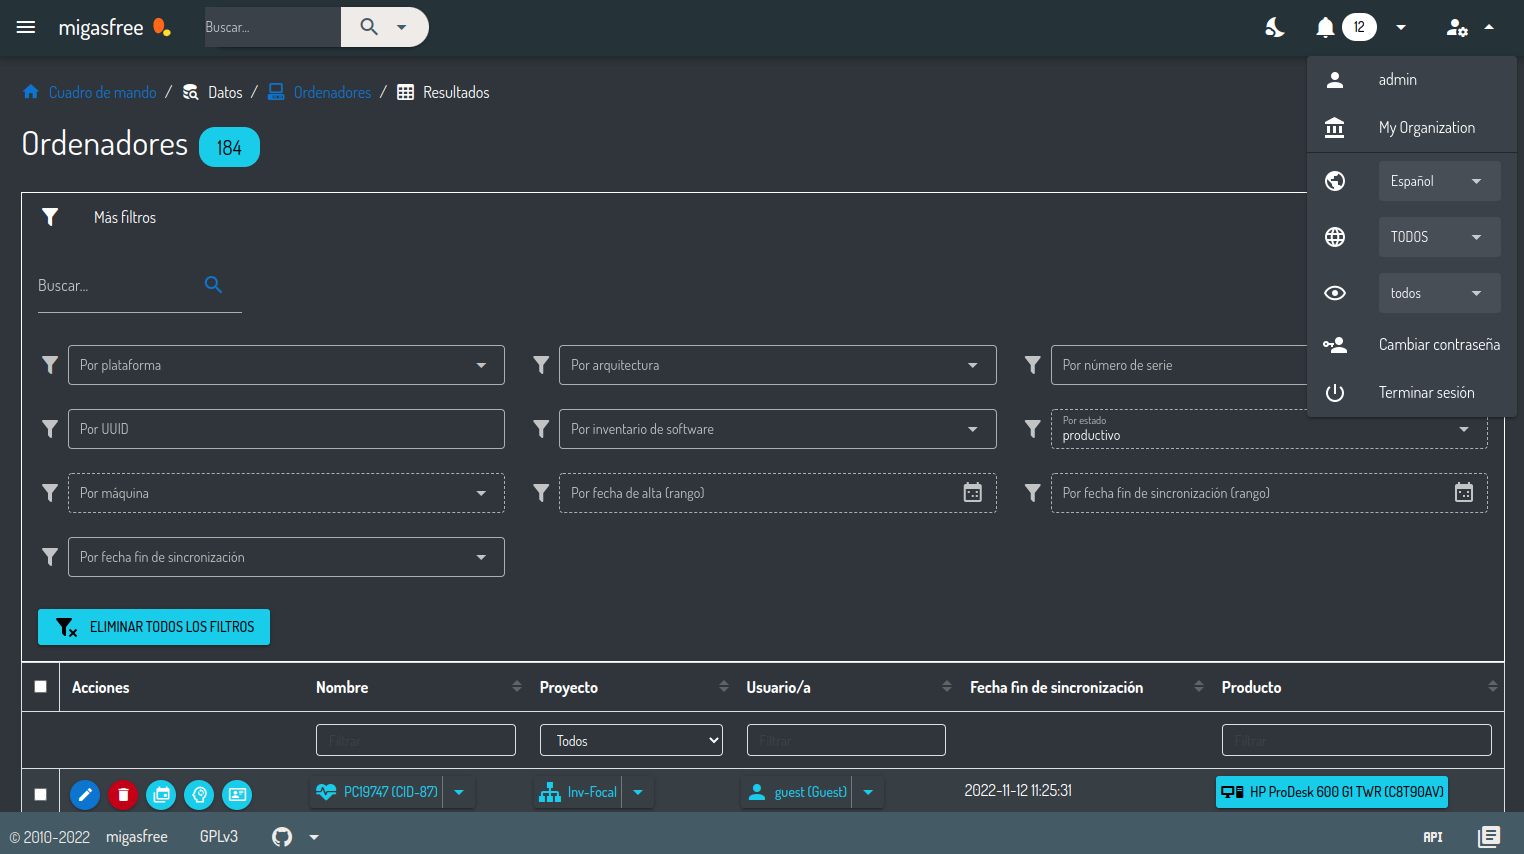 migasfree
Buscar...
12
admin
My Organization
Español
TODOS
todos
Cambiar contraseña
Terminar sesión
Cuadro de mando / Datos / Ordenadores / Resultados
Ordenadores 184
Más filtros
Buscar...
Por plataforma
Por arquitectura
Por número de serie
Por UUID
Por inventario de software
Por estado
productivo
Por máquina
Por fecha de alta (rango)
Por fecha fin de sincronización (rango)
Por fecha fin de sincronización
ELIMINAR TODOS LOS FILTROS
Acciones Nombre Proyecto Usuario/a Fecha fin de sincronización Producto
Filtrar Todos Filtrar Filtrar
PC19747 (CID-87) Inv-Focal guest (Guest) 2022-11-12 11:25:31 HP ProDesk 600 G1 TWR (C8T90AV)
© 2010-2022 migasfree GPLv3 API